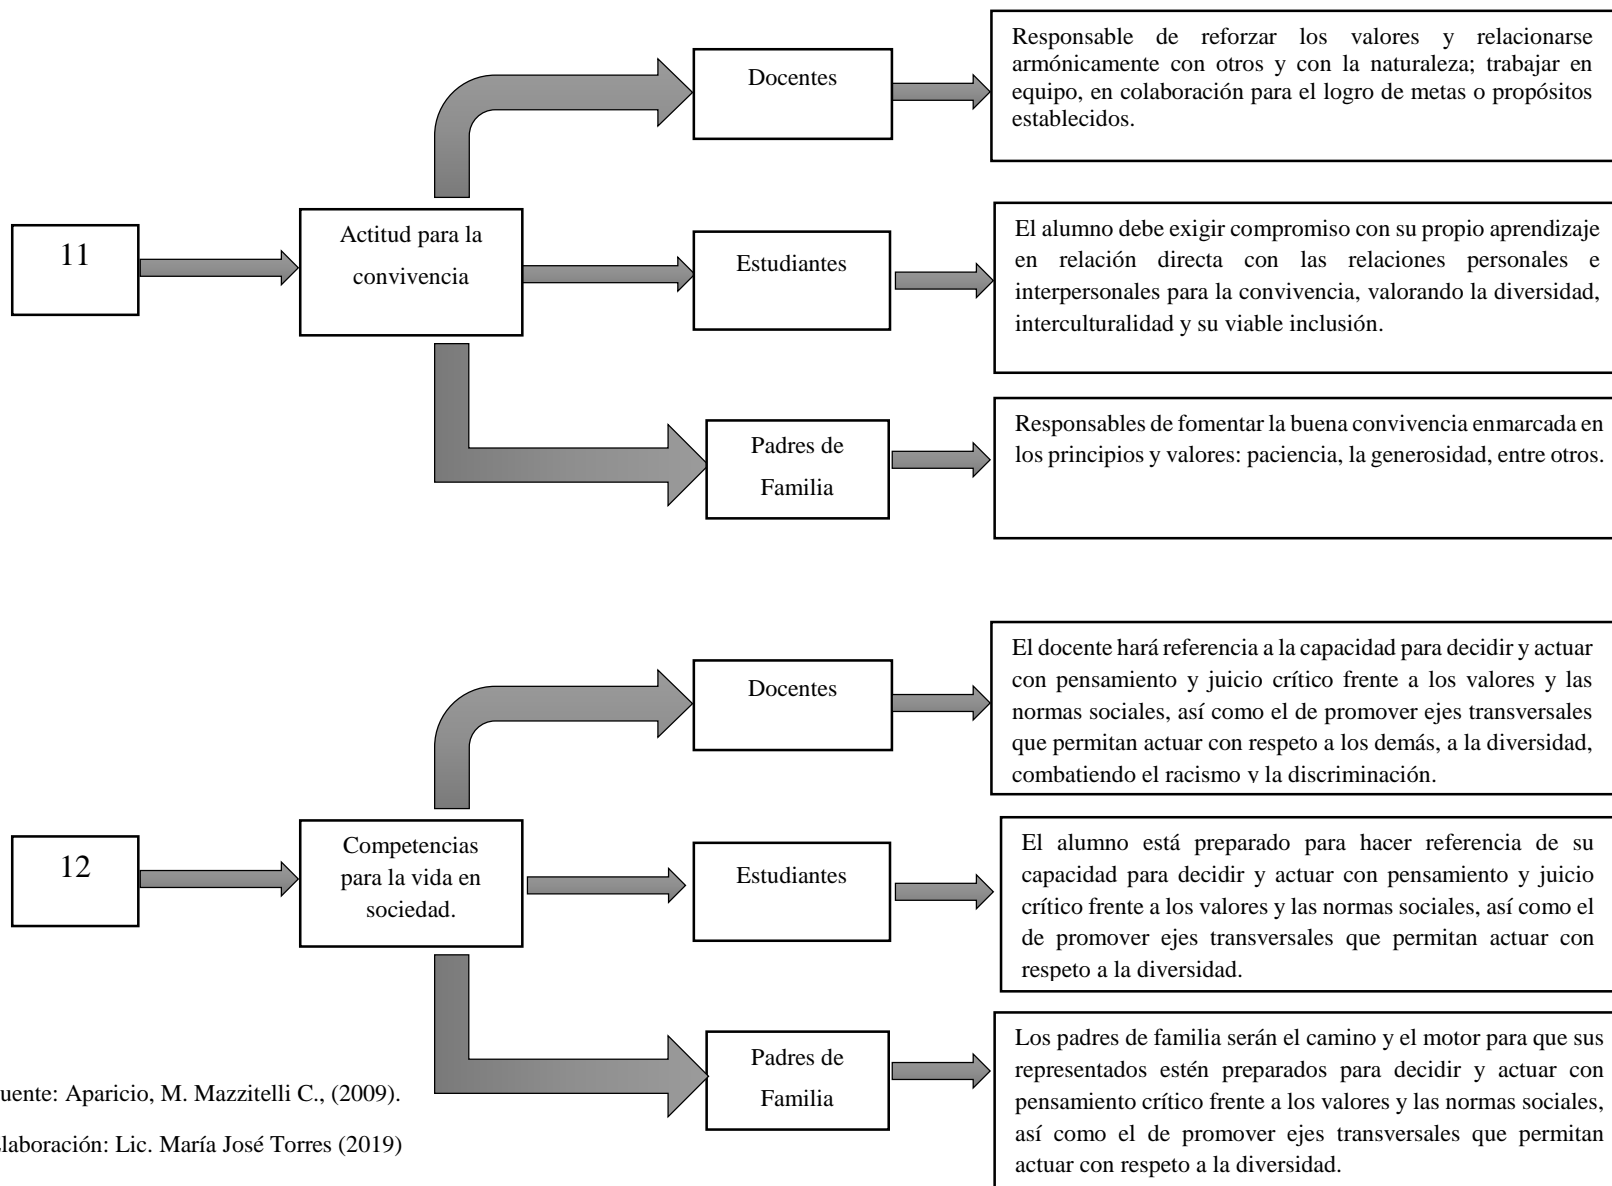 11
Actitud para la
convivencia
Docentes
Responsable de reforzar los valores y relacionarse
armónicamente con otros y con la naturaleza; trabajar en
equipo, en colaboración para el logro de metas o propósitos
establecidos.
Estudiantes
El alumno debe exigir compromiso con su propio aprendizaje
en relación directa con las relaciones personales e
interpersonales para la convivencia, valorando la diversidad,
interculturalidad y su viable inclusión.
Padres de
Familia
Responsables de fomentar la buena convivencia enmarcada en
los principios y valores: paciencia, la generosidad, entre otros.
12
Competencias
para la vida en
sociedad.
Docentes
El docente hará referencia a la capacidad para decidir y actuar
con pensamiento y juicio crítico frente a los valores y las
normas sociales, así como el de promover ejes transversales
que permitan actuar con respeto a los demás, a la diversidad,
combatiendo el racismo y la discriminación.
Estudiantes
El alumno está preparado para hacer referencia de su
capacidad para decidir y actuar con pensamiento y juicio
crítico frente a los valores y las normas sociales, así como el
de promover ejes transversales que permitan actuar con
respeto a la diversidad.
Padres de
Familia
Los padres de familia serán el camino y el motor para que sus
representados estén preparados para decidir y actuar con
pensamiento crítico frente a los valores y las normas sociales,
así como el de promover ejes transversales que permitan
actuar con respeto a la diversidad.
uente: Aparicio, M. Mazzitelli C., (2009).
laboración: Lic. María José Torres (2019)